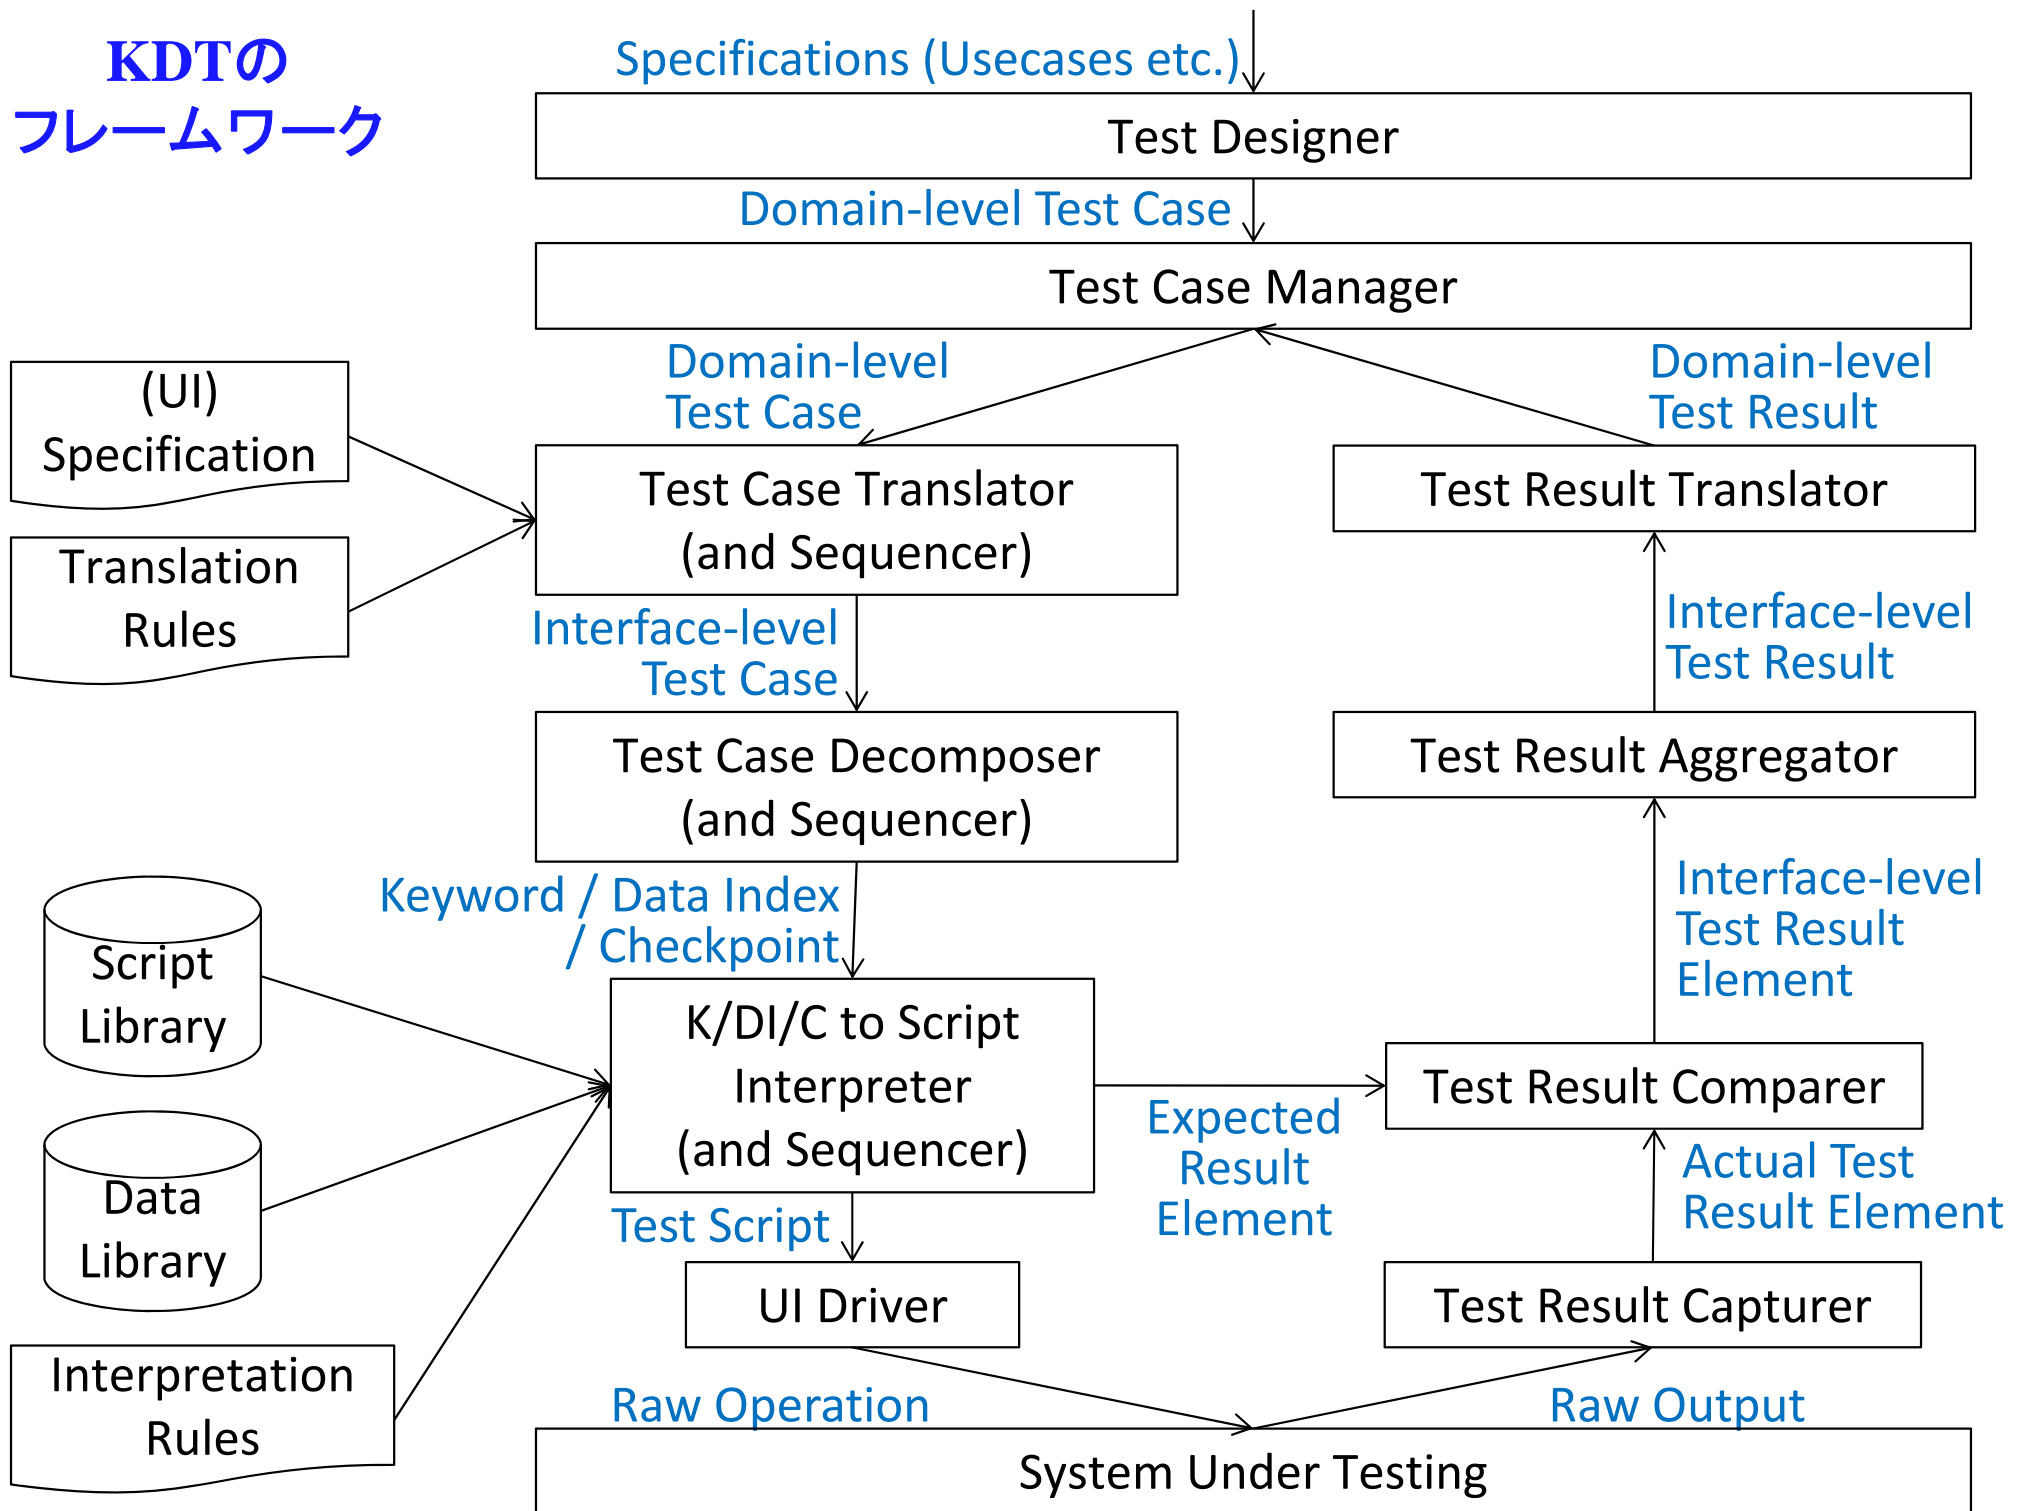 KDTの
フレームワーク
Specifications (Usecases etc.)
Test Designer
Domain-level Test Case
Test Case Manager
Domain-level
Test Case
Domain-level
Test Result
(UI)
Specification
Translation
Rules
Test Case Translator
(and Sequencer)
Test Result Translator
Interface-level
Test Case
Interface-level
Test Result
Test Case Decomposer
(and Sequencer)
Test Result Aggregator
Keyword / Data Index
/ Checkpoint
Interface-level
Test Result
Element
Script
Library
Data
Library
Interpretation
Rules
K/DI/C to Script
Interpreter
(and Sequencer)
Expected
Result
Element
Test Result Comparer
Actual Test
Result Element
Test Script
UI Driver
Test Result Capturer
Raw Operation
Raw Output
System Under Testing